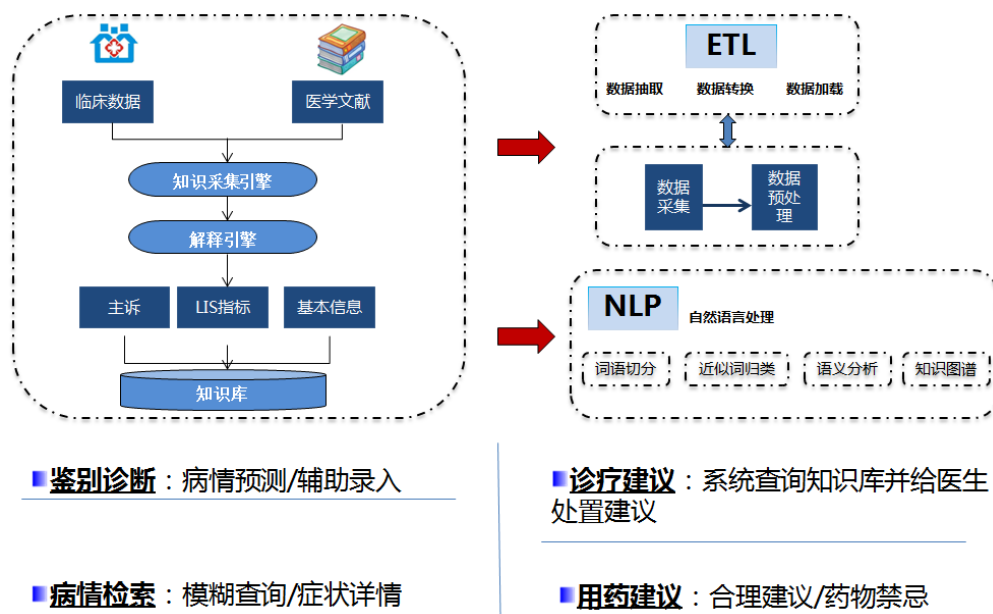 临床数据
医学文献
知识采集引擎
解释引擎
主诉
LIS指标
基本信息
知识库
ETL
数据抽取
数据转换
数据加载
数据
采集
数据
预处
理
NLP
自然语言处理
词语切分
近似词归类
语义分析
知识图谱
鉴别诊断：病情预测/辅助录入
诊疗建议：系统查询知识库并给医生
处置建议
病情检索：模糊查询/症状详情
用药建议：合理建议/药物禁忌